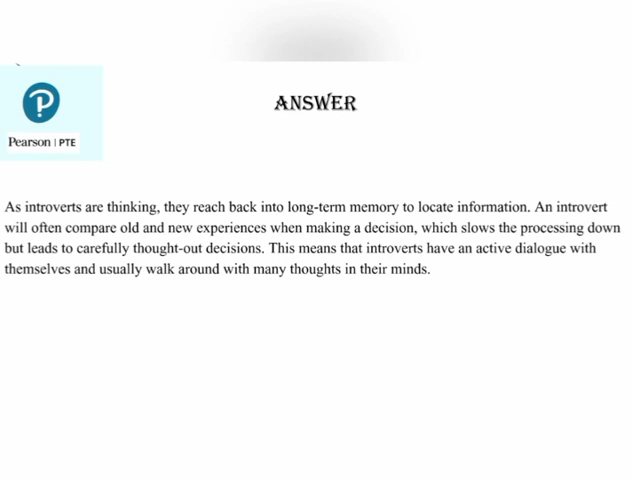 Pearson | PTE
ANSWER
As introverts are thinking, they reach back into long-term memory to locate information. An introvert
will often compare old and new experiences when making a decision, which slows the processing down
but leads to carefully thought-out decisions. This means that introverts have an active dialogue with
themselves and usually walk around with many thoughts in their minds.